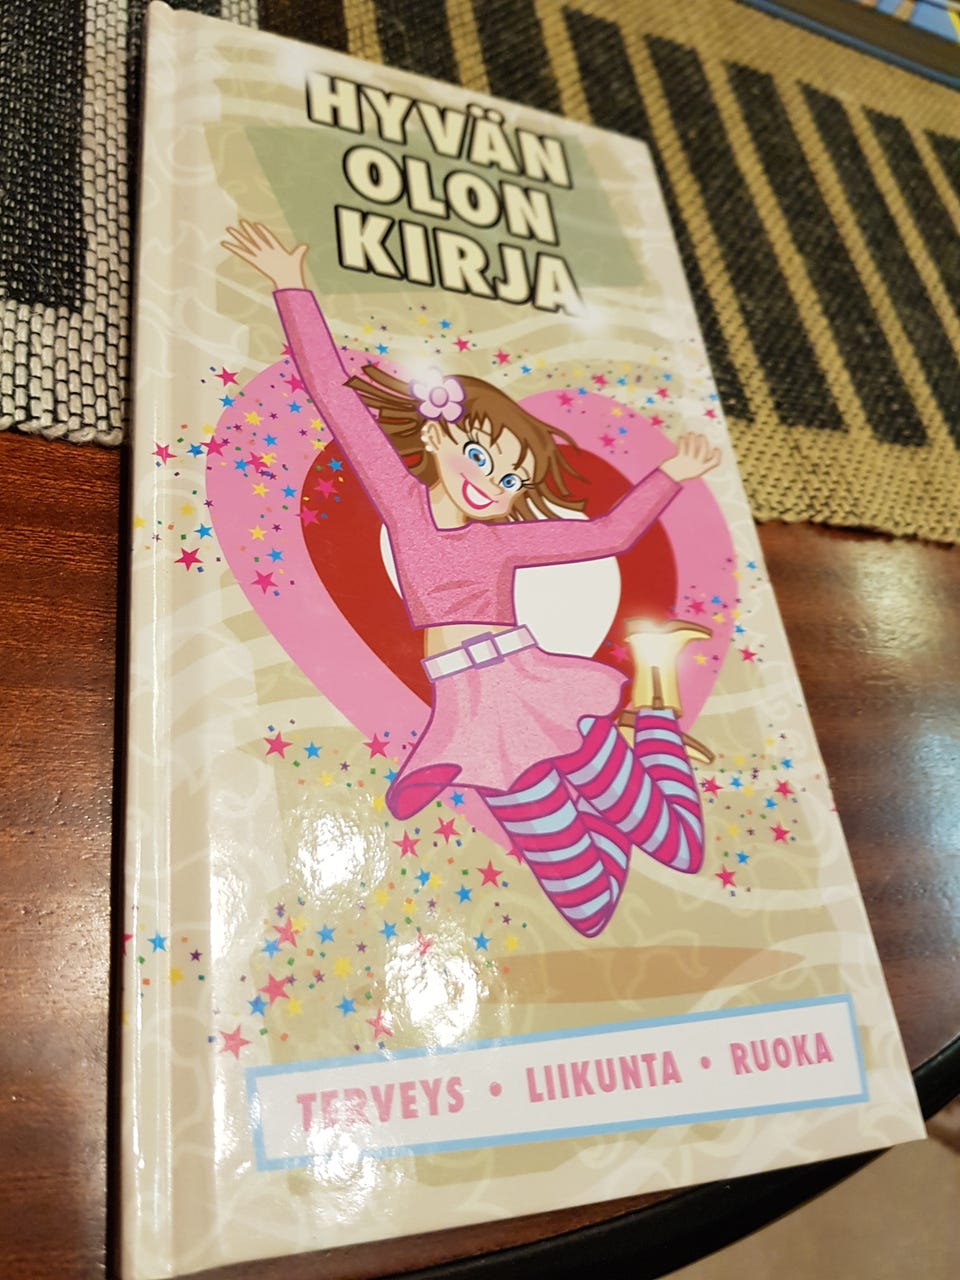 HYVÄN
OLON
KIRJA
TERVEYS • LIIKUNTA • RUOKA